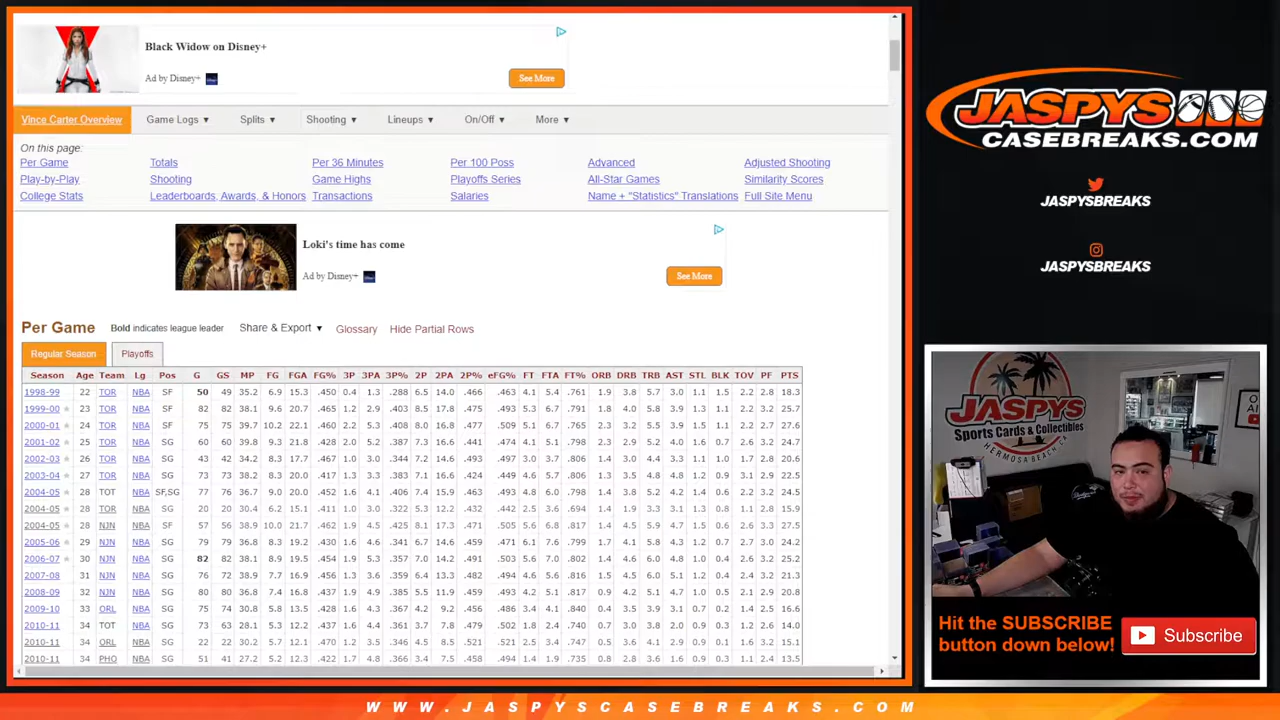 Black Widow on Disney+
Ad by Disney+
See More
Vince Carter Overview Game Logs ▼ Splits ▼ Shooting ▼ Lineups ▼ On/Off ▼ More ▼
On this page:
Per Game Totals Per 36 Minutes Per 100 Poss Advanced Adjusted Shooting
Play-by-Play Shooting Game Highs Playoffs Series All-Star Games Similarity Scores
College Stats Leaderboards, Awards, & Honors Transactions Salaries Name + "Statistics" Translations Full Site Menu
Loki's time has come
Ad by Disney+
See More
Per Game Bold indicates league leader Share & Export ▼ Glossary Hide Partial Rows
Regular Season Playoffs
Season Age Team Lg Pos G GS MP FG FGA FG% 3P 3PA 3P% 2P 2PA 2P% eFG% FT FTA FT% ORB DRB TRB AST STL BLK TOV PF PTS
1998-99 22 TOR NBA SF 50 49 35.2 6.9 15.3 .450 0.4 1.3 .288 6.5 14.0 .466 .463 4.1 5.4 .761 1.9 3.8 5.7 3.0 1.1 1.5 2.2 2.8 18.3
1999-00 ★ 23 TOR NBA SF 82 82 38.1 9.6 20.7 .465 1.2 2.9 .403 8.5 17.8 .475 .493 5.1 6.4 .791 1.8 4.0 5.8 3.9 1.3 1.1 2.2 3.2 25.7
2000-01 ★ 24 TOR NBA SF 75 75 39.7 10.2 22.1 .460 2.2 5.3 .408 8.0 16.8 .477 .509 5.1 6.7 .765 2.3 3.2 5.5 3.9 1.5 1.1 2.2 2.7 27.6
2001-02 ★ 25 TOR NBA SG 60 60 39.8 9.3 21.8 .428 2.0 5.2 .387 7.3 16.6 .441 .474 4.1 5.1 .798 2.3 2.9 5.2 4.0 1.6 0.7 2.6 3.2 24.7
2002-03 ★ 26 TOR NBA SG 43 42 34.2 8.3 17.7 .467 1.0 3.0 .344 7.2 14.7 .493 .497 3.0 3.7 .806 1.4 3.0 4.4 3.3 1.1 1.0 1.7 2.8 20.6
2003-04 ★ 27 TOR NBA SG 73 73 38.2 8.3 20.0 .417 1.3 4.3 .383 7.1 15.7 .426 .449 4.6 5.7 .806 1.3 3.5 4.8 4.8 1.2 0.9 3.1 2.9 22.5
2004-05 ★ 28 TOT NBA SF,SG 77 76 36.7 9.0 20.0 .452 1.6 4.1 .406 7.4 15.9 .463 .493 4.8 6.0 .798 1.4 3.8 5.2 4.2 1.4 0.6 2.2 3.2 24.5
2004-05 28 TOR NBA SG 20 20 30.4 6.2 15.1 .411 1.0 3.0 .322 5.2 12.2 .432 .442 2.5 3.6 .694 1.4 1.9 3.3 3.1 1.3 0.8 1.1 2.8 15.9
2004-05 28 NJN NBA SF 57 56 38.9 10.0 21.7 .462 1.9 4.5 .425 8.1 17.3 .471 .505 5.6 6.8 .817 1.4 4.5 5.9 4.7 1.5 0.6 2.6 3.3 27.5
2005-06 ★ 29 NJN NBA SG 79 79 36.8 8.3 19.2 .430 1.6 4.6 .341 6.7 14.6 .459 .471 6.1 7.6 .799 1.7 4.1 5.8 4.3 1.2 0.7 2.7 3.0 24.2
2006-07 ★ 30 NJN NBA SG 82 82 38.1 8.9 19.5 .454 1.9 5.3 .357 7.0 14.2 .491 .503 5.6 7.0 .802 1.4 4.6 6.0 4.8 1.0 0.4 2.6 3.2 25.2
2007-08 31 NJN NBA SG 76 72 38.9 7.7 16.9 .456 1.3 3.6 .359 6.4 13.3 .482 .494 4.6 5.6 .816 1.5 4.5 6.0 5.1 1.2 0.4 2.4 3.2 21.3
2008-09 32 NJN NBA SG 80 80 36.8 7.4 16.8 .437 1.9 4.9 .385 5.5 11.9 .459 .494 4.2 5.1 .817 0.9 4.2 5.1 4.7 1.0 0.5 2.1 2.9 20.8
2009-10 33 ORL NBA SG 75 74 30.8 5.8 13.5 .428 1.6 4.3 .367 4.2 9.2 .456 .486 3.4 4.1 .840 0.4 3.5 3.9 3.1 0.7 0.2 1.4 2.5 16.6
2010-11 34 TOT NBA SG 73 63 28.1 5.3 12.2 .437 1.6 4.4 .361 3.7 7.8 .479 .502 1.8 2.4 .740 0.7 3.0 3.8 2.0 0.9 0.3 1.2 2.6 14.0
2010-11 34 ORL NBA SG 22 22 30.2 5.7 12.1 .470 1.2 3.5 .346 4.5 8.5 .521 .521 2.5 3.4 .747 0.5 3.6 4.1 2.9 0.9 0.1 1.6 3.2 15.1
2010-11 34 PHO NBA SG 51 41 27.2 5.2 12.3 .422 1.7 4.8 .366 3.4 7.5 .458 .494 1.4 1.9 .735 0.8 2.8 3.6 1.6 0.9 0.3 1.1 2.4 13.5
JASPYS
CASEBREAKS.COM
JASPYSBREAKS
JASPYSBREAKS
JASPYS
Sports Cards & Collectibles
HERMOSA BEACH, CA
Hit the SUBSCRIBE
button down below!
Subscribe
WWW.JASPYSCASEBREAKS.COM